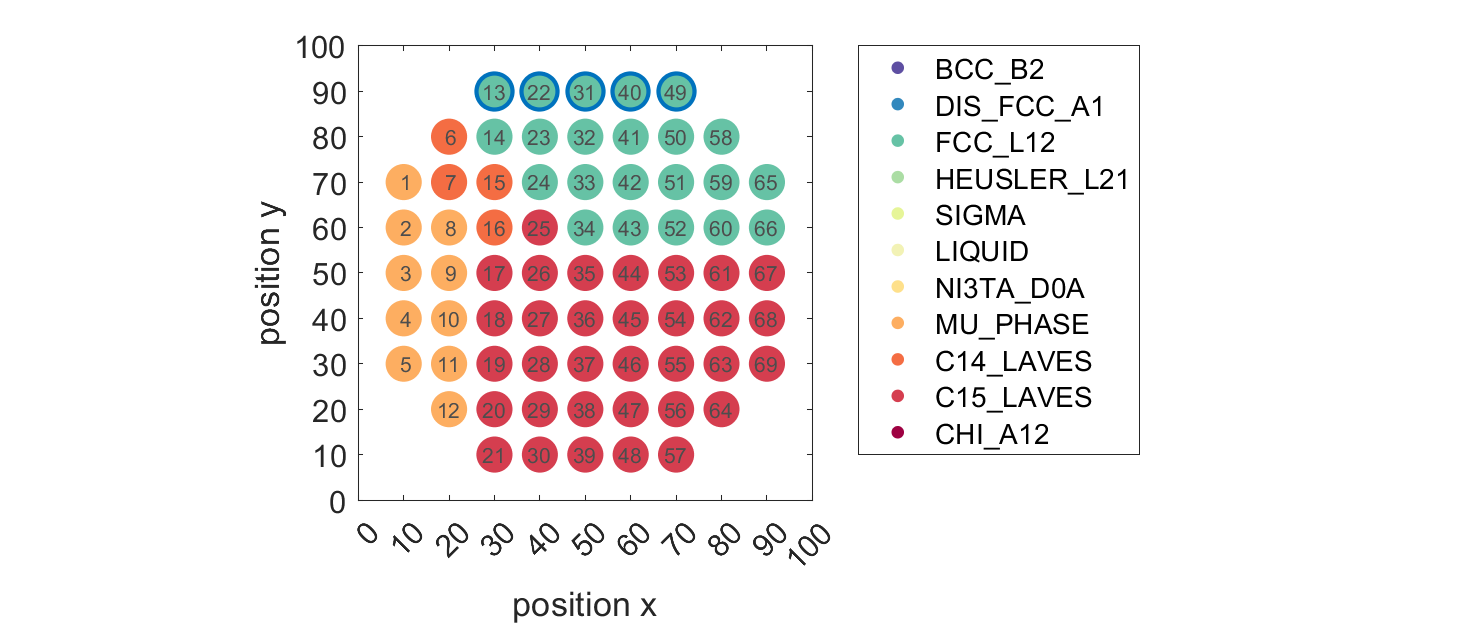 100
90 13 22 31 40 49
80 6 14 23 32 41 50 58
70 1 7 15 24 33 42 51 59 65
60 2 8 16 25 34 43 52 60 66
50 3 9 17 26 35 44 53 61 67
40 4 10 18 27 36 45 54 62 68
30 5 11 19 28 37 46 55 63 69
20 12 20 29 38 47 56 64
10 21 30 39 48 57
0
position y
0 10 20 30 40 50 60 70 80 90 100
position x
BCC_B2
DIS_FCC_A1
FCC_L12
HEUSLER_L21
SIGMA
LIQUID
NI3TA_D0A
MU_PHASE
C14_LAVES
C15_LAVES
CHI_A12